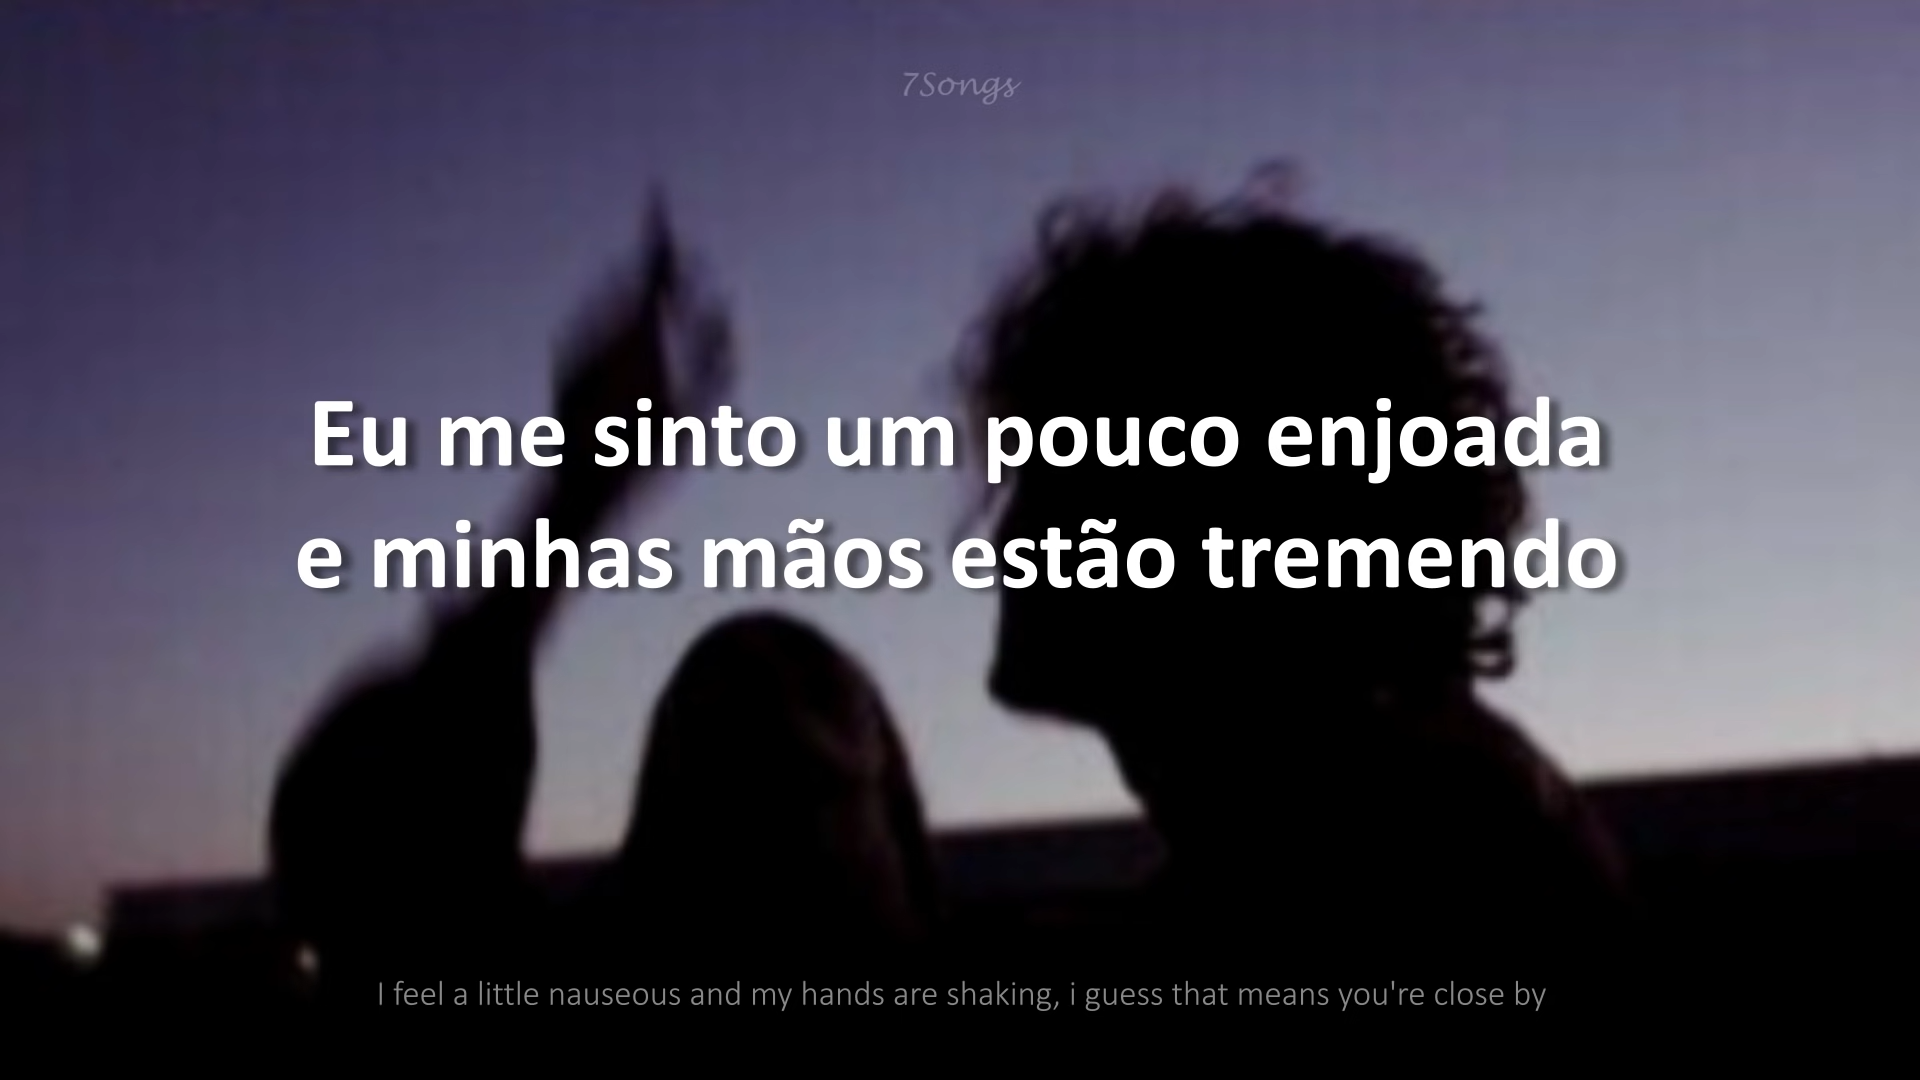 7Songs
Eu me sinto um pouco enjoada
e minhas mãos estão tremendo
I feel a little nauseous and my hands are shaking, i guess that means you're close by